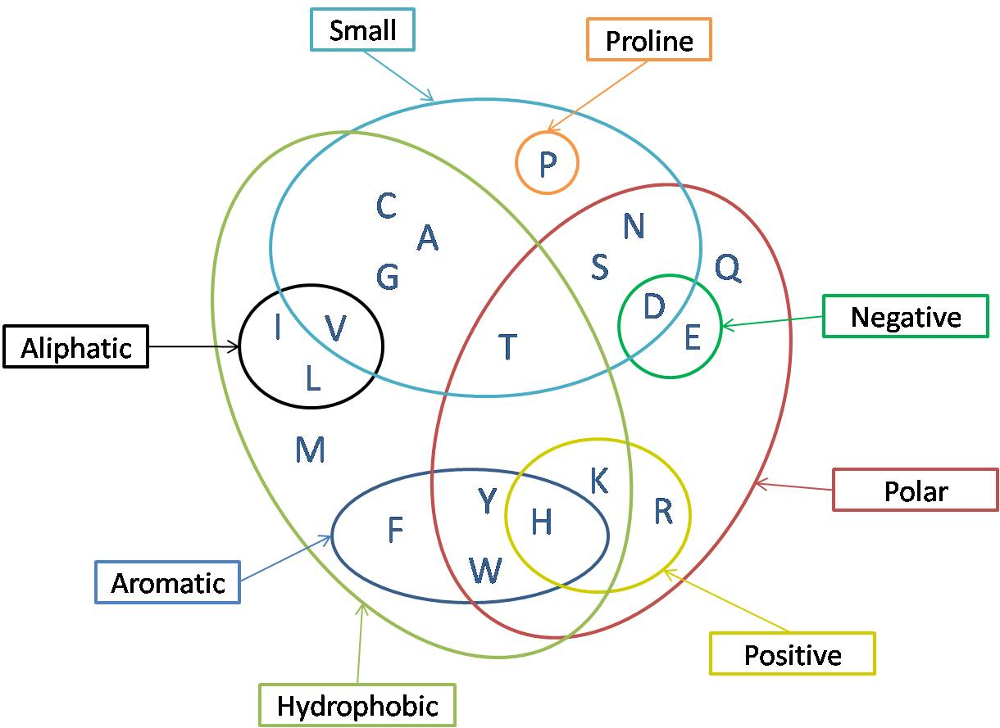 Small
Proline
P
C
A
G
N
S
Q
D
E
Negative
I
V
L
Aliphatic
T
M
K
Y
H
R
F
W
Polar
Aromatic
Positive
Hydrophobic